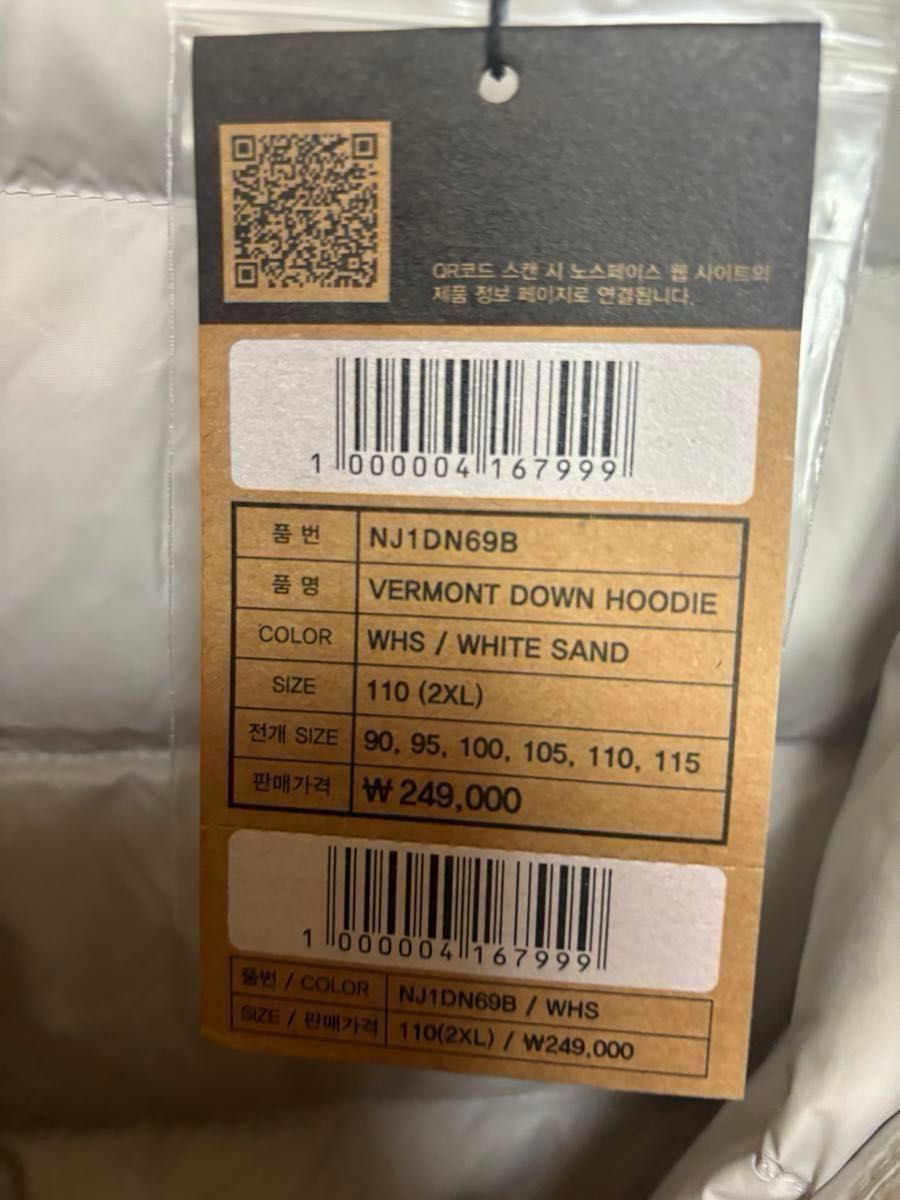 QR코드 스캔 시 노스페이스 웹 사이트의
제품 정보 페이지로 연결됩니다.
1 000004 167999
품 번 NJ1DN69B
품 명 VERMONT DOWN HOODIE
COLOR WHS / WHITE SAND
SIZE 110 (2XL)
전개 SIZE 90, 95, 100, 105, 110, 115
판매가격 ₩ 249,000
1 000004 167999
품번 / COLOR NJ1DN69B / WHS
SIZE / 판매가격 110(2XL) / ₩249,000